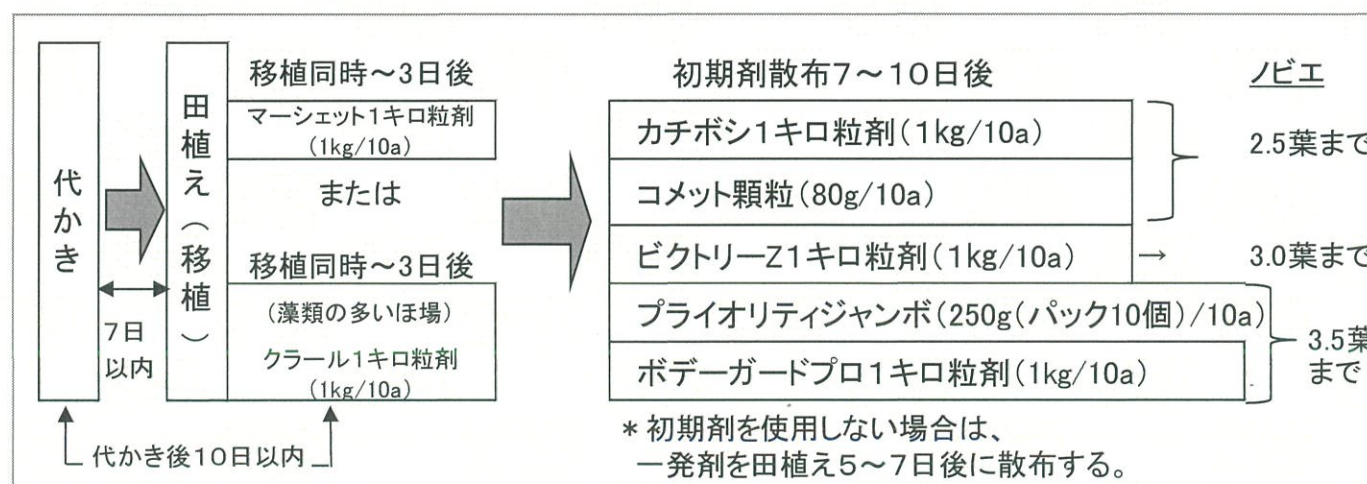 代かき
7日
以内
田植え（移植）
移植同時～3日後
マーシェット1キロ粒剤
(1kg/10a)
または
移植同時～3日後
(藻類の多いほ場)
クラール1キロ粒剤
(1kg/10a)
代かき後10日以内
初期剤散布7～10日後
カチボシ1キロ粒剤(1kg/10a)
コメット顆粒(80g/10a)
ビクトリーZ1キロ粒剤(1kg/10a)
プライオリティジャンボ(250g(パック10個)/10a)
ボデーガードプロ1キロ粒剤(1kg/10a)
＊初期剤を使用しない場合は、
一発剤を田植え5～7日後に散布する。
ノビエ
2.5葉まで
→ 3.0葉まで
3.5葉
まで